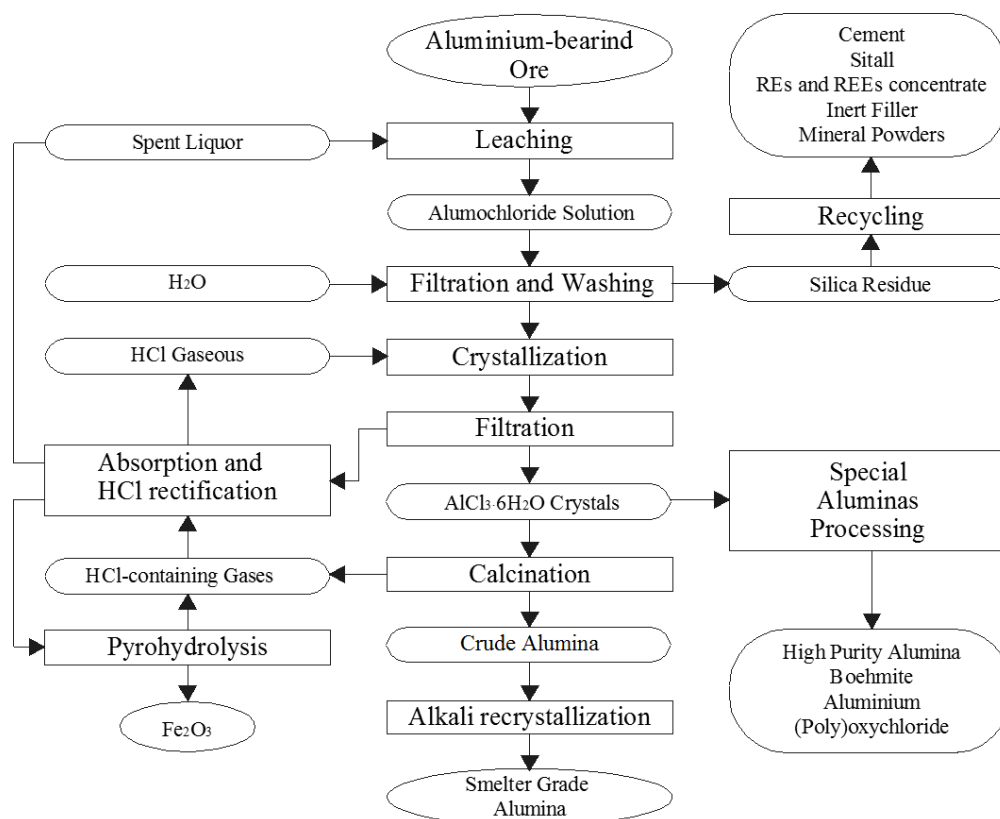 Aluminium-bearind
Ore
Cement
Sitall
REs and REEs concentrate
Inert Filler
Mineral Powders
Spent Liquor
Leaching
Alumochloride Solution
Recycling
H₂O
Filtration and Washing
Silica Residue
HCl Gaseous
Crystallization
Filtration
Absorption and
HCl rectification
AlCl₃·6H₂O Crystals
Special
Aluminas
Processing
HCl-containing Gases
Calcination
Pyrohydrolysis
Crude Alumina
High Purity Alumina
Boehmite
Aluminium
(Poly)oxychloride
Fe₂O₃
Alkali recrystallization
Smelter Grade
Alumina